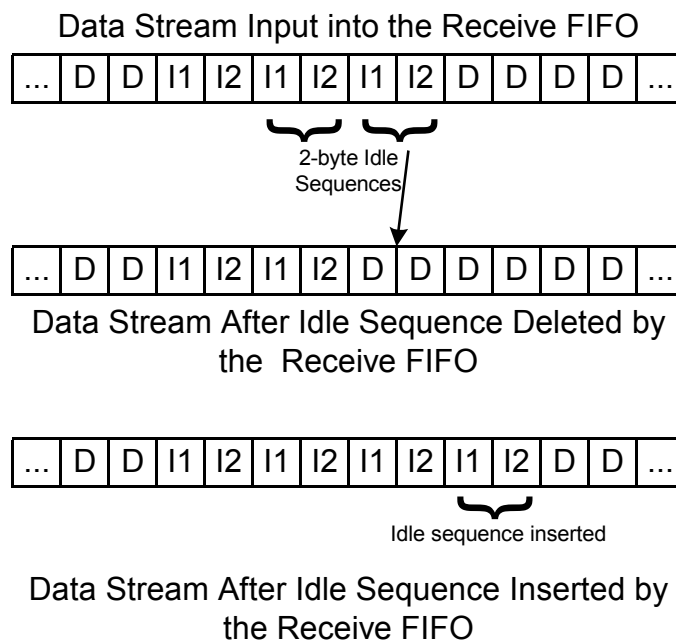 Data Stream Input into the Receive FIFO
... D D I1 I2 I1 I2 I1 I2 D D D D ...
2-byte Idle
Sequences
... D D I1 I2 I1 I2 D D D D D D ...
Data Stream After Idle Sequence Deleted by
the Receive FIFO
... D D I1 I2 I1 I2 I1 I2 I1 I2 D D ...
Idle sequence inserted
Data Stream After Idle Sequence Inserted by
the Receive FIFO